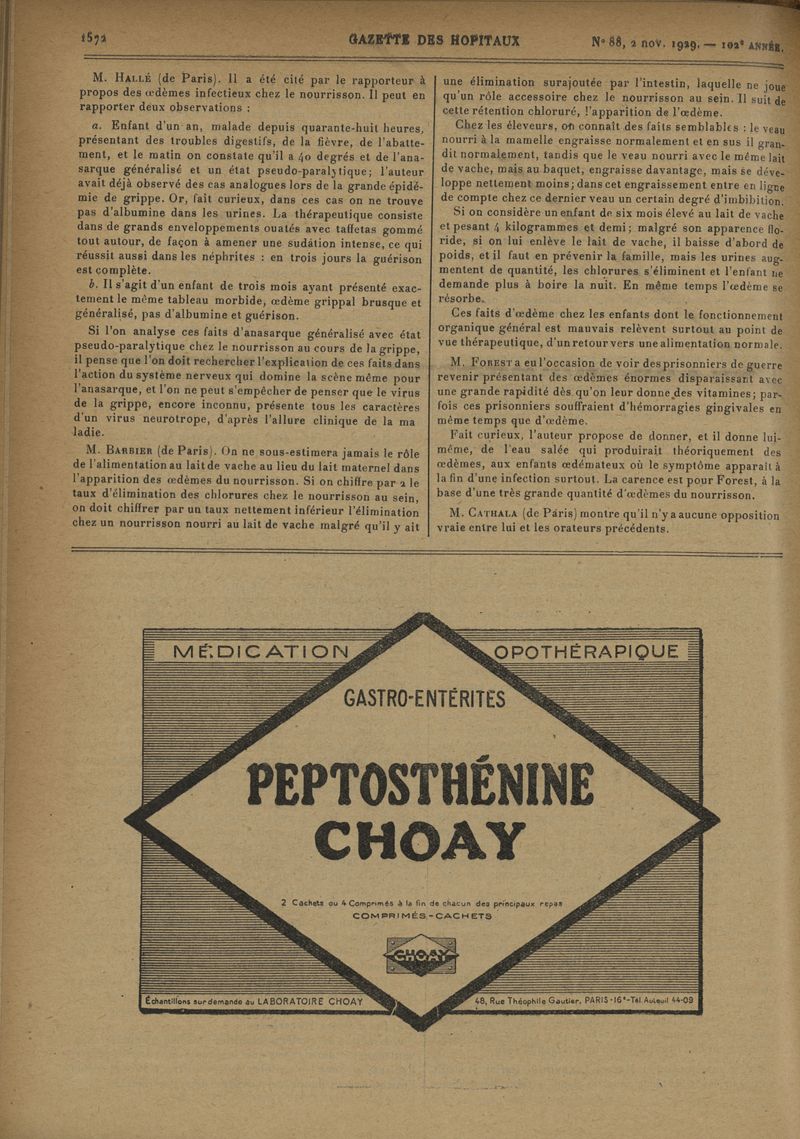 1572
GAZETTE DES HOPITAUX
N° 88, 2 NOV. 1929. — 102e ANNÉE.
M. HALLÉ (de Paris). Il a été cité par le rapporteur à
propos des œdèmes infectieux chez le nourrisson. Il peut en
rapporter deux observations :
a. Enfant d'un an, malade depuis quarante-huit heures,
présentant des troubles digestifs, de la fièvre, de l'abatte-
ment, et le matin on constate qu'il a 40 degrés et de l'ana-
sarque généralisé et un état pseudo-paralytique; l'auteur
avait déjà observé des cas analogues lors de la grande épidé-
mie de grippe. Or, fait curieux, dans ces cas on ne trouve
pas d'albumine dans les urines. La thérapeutique consiste
dans de grands enveloppements ouatés avec taffetas gommé
tout autour, de façon à amener une sudation intense, ce qui
réussit aussi dans les néphrites : en trois jours la guérison
est complète.
b. Il s'agit d'un enfant de trois mois ayant présenté exac-
tement le même tableau morbide, œdème grippal brusque et
généralisé, pas d'albumine et guérison.
Si l'on analyse ces faits d'anasarque généralisé avec état
pseudo-paralytique chez le nourrisson au cours de la grippe,
il pense que l'on doit rechercher l'explication de ces faits dans
l'action du système nerveux qui domine la scène même pour
l'anasarque, et l'on ne peut s'empêcher de penser que le virus
de la grippe, encore inconnu, présente tous les caractères
d'un virus neurotrope, d'après l'allure clinique de la ma
ladie.
M. BARBIER (de Paris). On ne sous-estimera jamais le rôle
de l'alimentation au lait de vache au lieu du lait maternel dans
l'apparition des œdèmes du nourrisson. Si on chiffre par 2 le
taux d'élimination des chlorures chez le nourrisson au sein,
on doit chiffrer par un taux nettement inférieur l'élimination
chez un nourrisson nourri au lait de vache malgré qu'il y ait
une élimination surajoutée par l'intestin, laquelle ne joue
qu'un rôle accessoire chez le nourrisson au sein. Il suit de
cette rétention chloruré, l'apparition de l'œdème.
Chez les éleveurs, on connaît des faits semblables : le veau
nourri à la mamelle engraisse normalement et en sus il gran-
dit normalement, tandis que le veau nourri avec le même lait
de vache, mais au baquet, engraisse davantage, mais se déve-
loppe nettement moins; dans cet engraissement entre en ligne
de compte chez ce dernier veau un certain degré d'imbibition.
Si on considère un enfant de six mois élevé au lait de vache
et pesant 4 kilogrammes et demi; malgré son apparence flo-
ride, si on lui enlève le lait de vache, il baisse d'abord de
poids, et il faut en prévenir la famille, mais les urines aug-
mentent de quantité, les chlorures s'éliminent et l'enfant ne
demande plus à boire la nuit. En même temps l'œdème se
résorbe.
Ces faits d'œdème chez les enfants dont le fonctionnement
organique général est mauvais relèvent surtout au point de
vue thérapeutique, d'un retour vers une alimentation normale.
M. FOREST a eu l'occasion de voir des prisonniers de guerre
revenir présentant des œdèmes énormes disparaissant avec
une grande rapidité dès qu'on leur donne des vitamines; par-
fois ces prisonniers souffraient d'hémorragies gingivales en
même temps que d'œdème.
Fait curieux, l'auteur propose de donner, et il donne lui-
même, de l'eau salée qui produirait théoriquement des
œdèmes, aux enfants œdémateux où le symptôme apparaît à
la fin d'une infection surtout. La carence est pour Forest, à la
base d'une très grande quantité d'œdèmes du nourrisson.
M. CATHALA (de Paris) montre qu'il n'y a aucune opposition
vraie entre lui et les orateurs précédents.
MÉDICATION OPOTHÉRAPIQUE
GASTRO-ENTÉRITES
PEPTOSTHÉNINE
CHOAY
2 Cachets ou 4 Comprimés à la fin de chacun des principaux repas
COMPRIMÉS - CACHETS
CHOAY
Échantillons sur demande au LABORATOIRE CHOAY
48, Rue Théophile Gautier, PARIS-16e-Tél. Auteuil 44-09